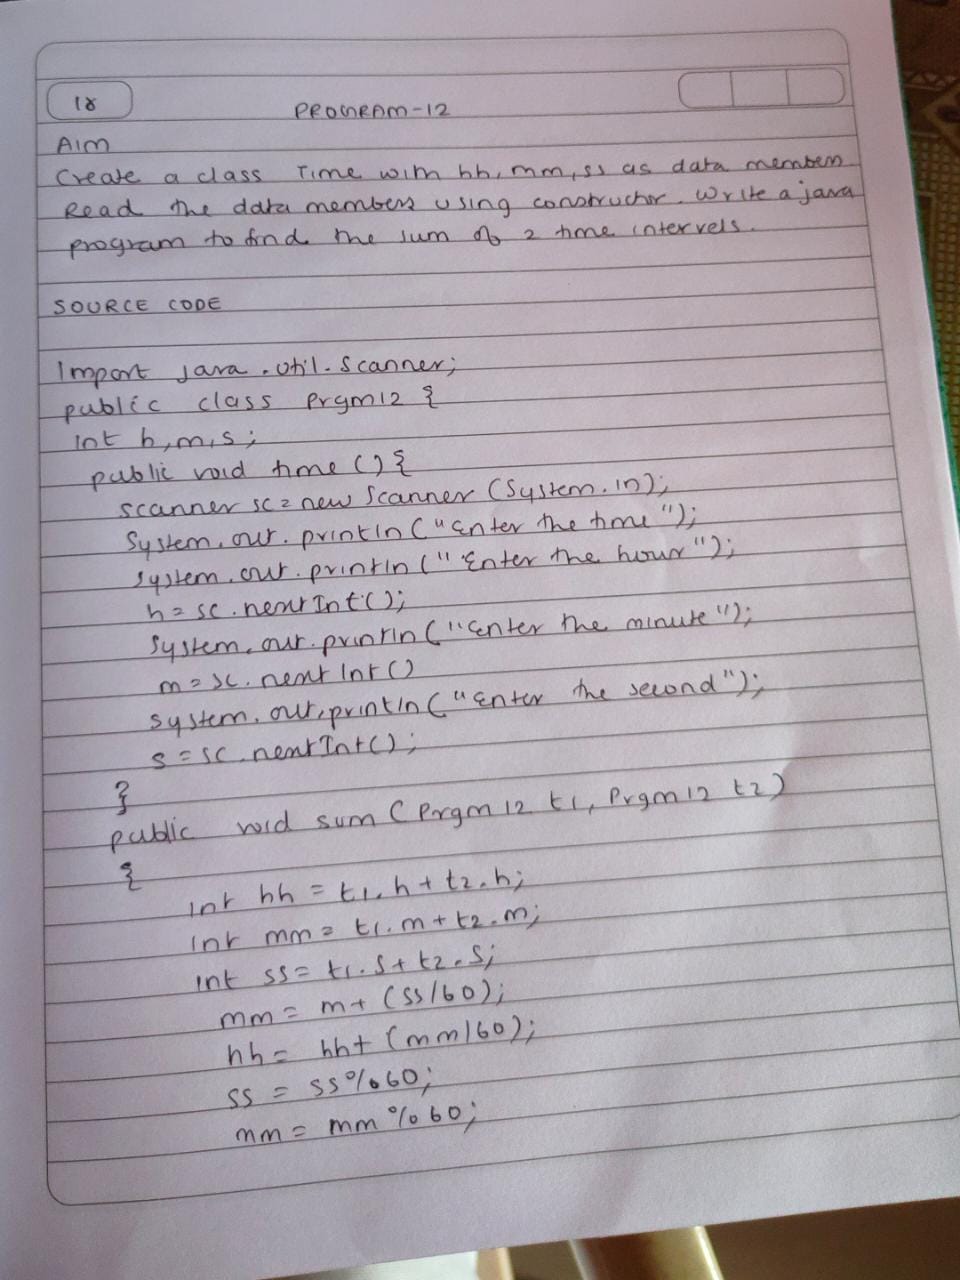 18
PROGRAM-12
AIM
Create a class Time with hh, mm, ss as data members
Read the data members using constructor. Write a java
program to find the sum of 2 time intervels.
SOURCE CODE
Import java.util.Scanner;
public class Prgm12 {
int h,m,s;
public void time () {
Scanner sc = new Scanner (System.in);
System.out.println ("Enter the time");
System.out.println ("Enter the hour");
h = sc.nextInt();
System.out.println ("Enter the minute");
m = sc.nextInt()
System.out.println ("Enter the second");
s = sc.nextInt();
}
public void sum (Prgm12 t1, Prgm12 t2)
{
int hh = t1.h + t2.h;
int mm = t1.m + t2.m;
int ss = t1.s + t2.s;
mm = m + (ss/60);
hh = hh + (mm/60);
ss = ss%60;
mm = mm%60;